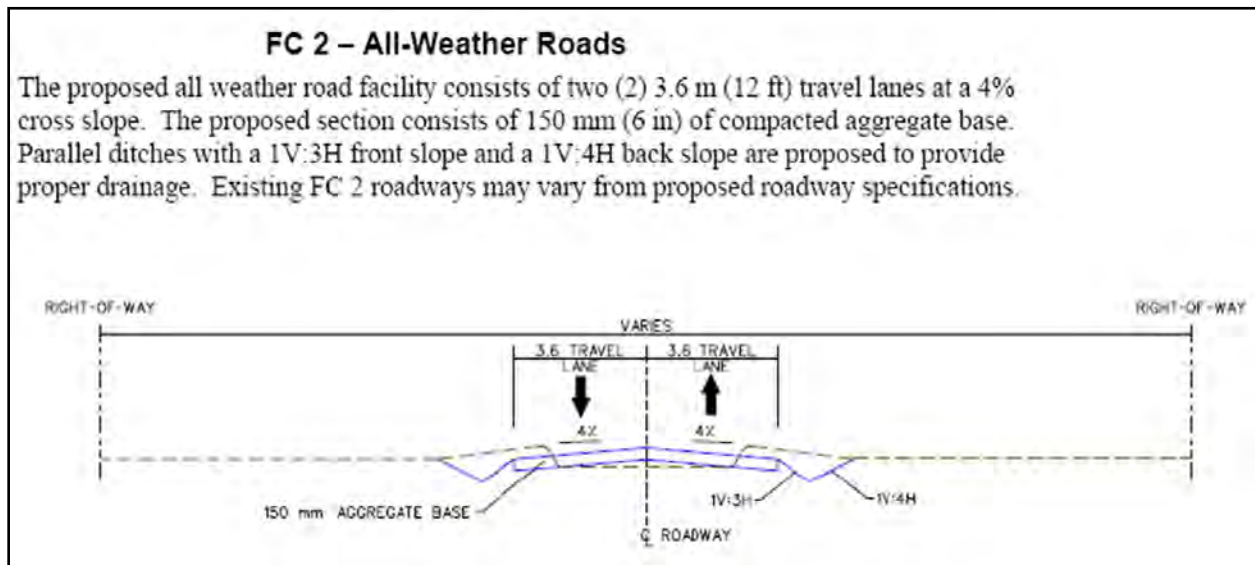 FC 2 – All-Weather Roads
The proposed all weather road facility consists of two (2) 3.6 m (12 ft) travel lanes at a 4%
cross slope.  The proposed section consists of 150 mm (6 in) of compacted aggregate base.
Parallel ditches with a 1V:3H front slope and a 1V:4H back slope are proposed to provide
proper drainage.  Existing FC 2 roadways may vary from proposed roadway specifications.
RIGHT-OF-WAY
RIGHT-OF-WAY
VARIES
3.6 TRAVEL
LANE
3.6 TRAVEL
LANE
4%
4%
150 mm AGGREGATE BASE
1V:3H
1V:4H
℄ ROADWAY